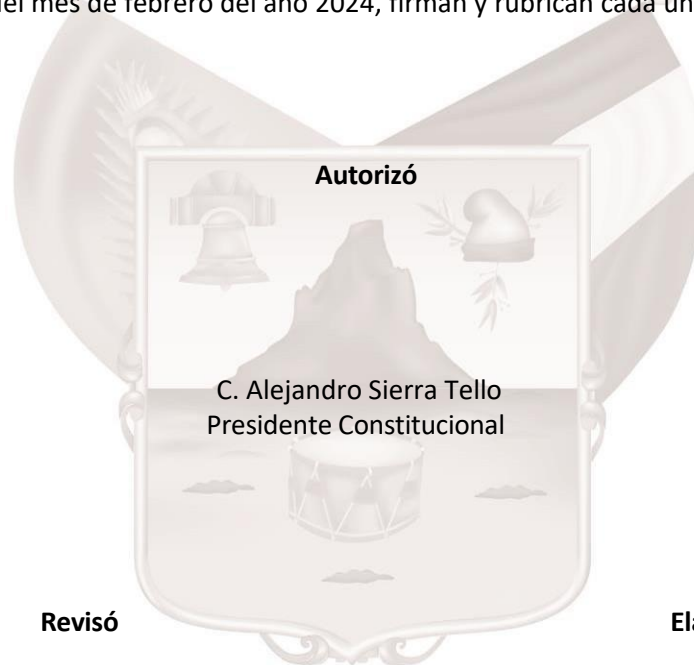 del mes de febrero del año 2024, firman y rubrican cada un
Autorizó
C. Alejandro Sierra Tello
Presidente Constitucional
Revisó